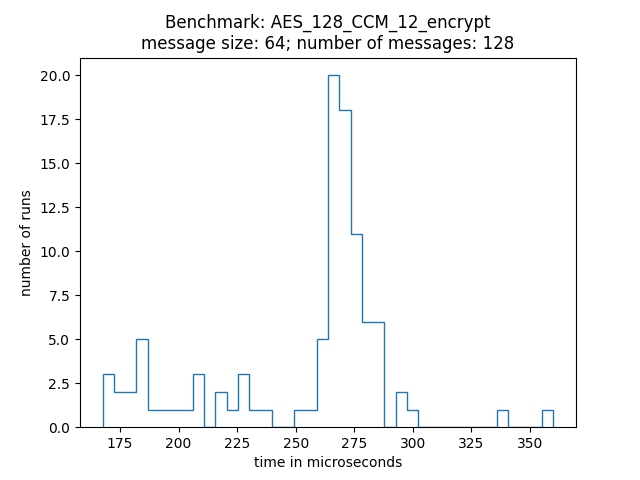 Benchmark: AES_128_CCM_12_encrypt
message size: 64; number of messages: 128
20.0
17.5
15.0
12.5
10.0
7.5
5.0
2.5
0.0
number of runs
175 200 225 250 275 300 325 350
time in microseconds